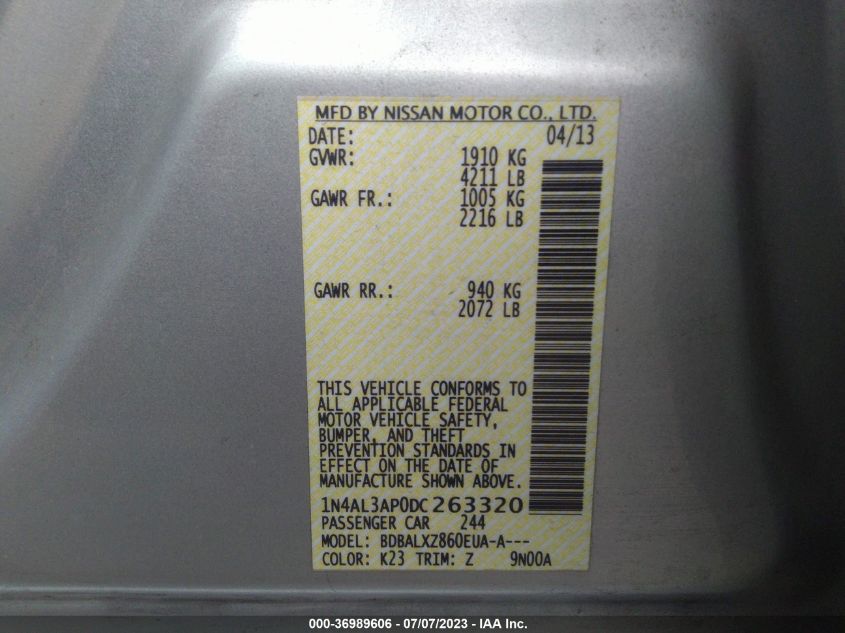 MFD BY NISSAN MOTOR CO., LTD.
DATE: 04/13
GVWR: 1910 KG
4211 LB
GAWR FR.: 1005 KG
2216 LB
GAWR RR.: 940 KG
2072 LB
THIS VEHICLE CONFORMS TO
ALL APPLICABLE FEDERAL
MOTOR VEHICLE SAFETY,
BUMPER, AND THEFT
PREVENTION STANDARDS IN
EFFECT ON THE DATE OF
MANUFACTURE SHOWN ABOVE.
1N4AL3AP0DC263320
PASSENGER CAR 244
MODEL: BDBALXZ860EUA-A---
COLOR: K23 TRIM: Z 9N00A
000-36989606 / 07/07/2023 - IAA Inc.